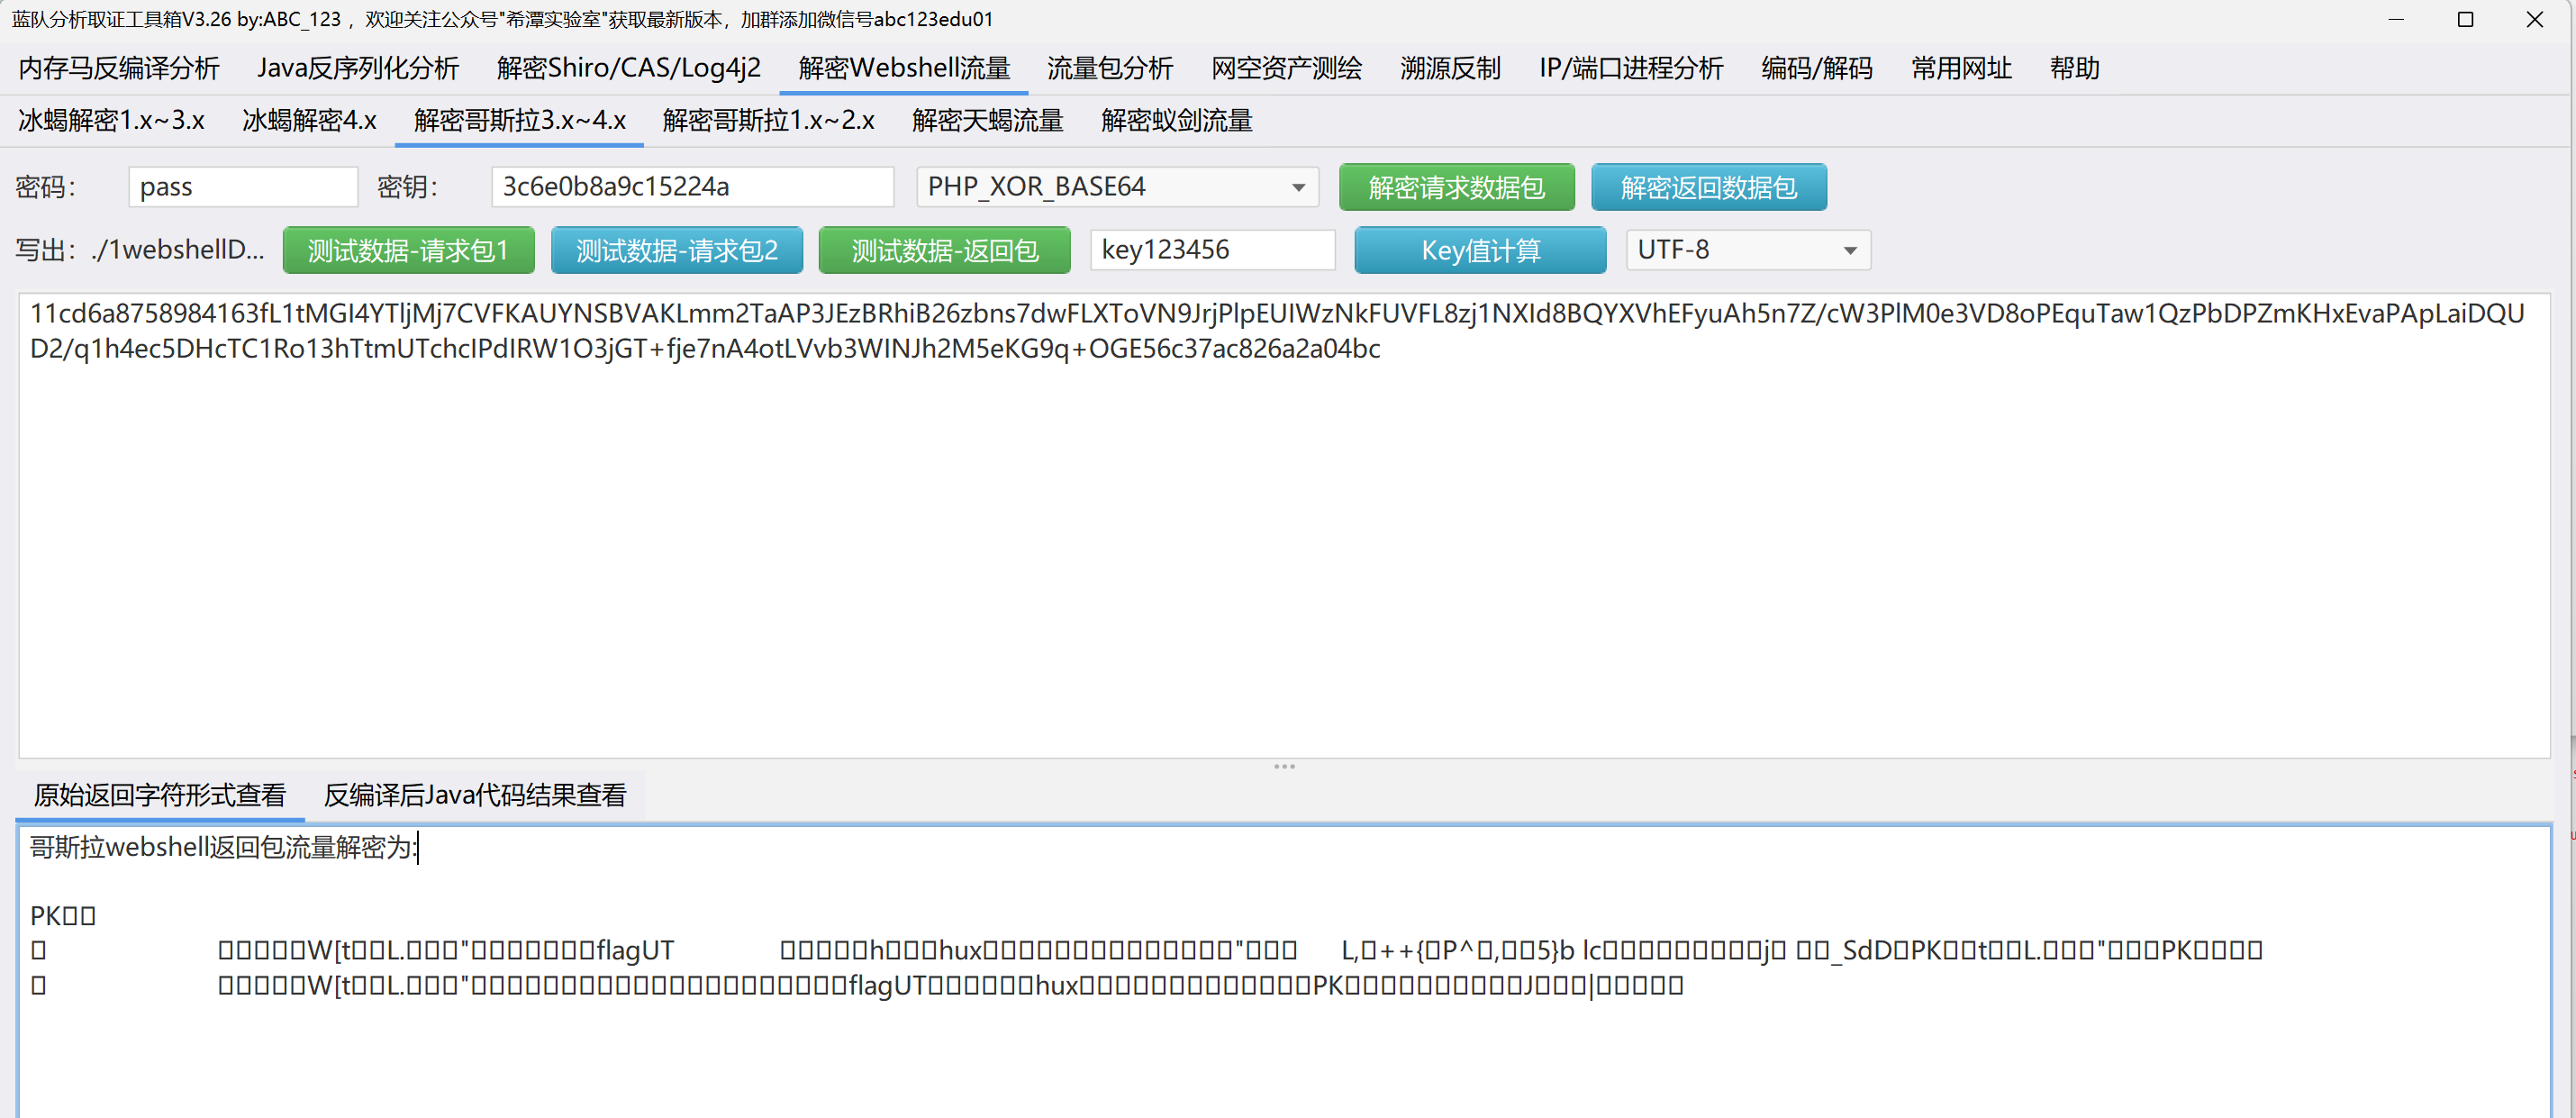 蓝队分析取证工具箱V3.26 by:ABC_123 ，欢迎关注公众号"希潭实验室"获取最新版本，加群添加微信号abc123edu01
内存马反编译分析 Java反序列化分析 解密Shiro/CAS/Log4j2 解密Webshell流量 流量包分析 网空资产测绘 溯源反制 IP/端口进程分析 编码/解码 常用网址 帮助
冰蝎解密1.x~3.x 冰蝎解密4.x 解密哥斯拉3.x~4.x 解密哥斯拉1.x~2.x 解密天蝎流量 解密蚁剑流量
密码： pass 密钥： 3c6e0b8a9c15224a PHP_XOR_BASE64 解密请求数据包 解密返回数据包
写出：./1webshellD... 测试数据-请求包1 测试数据-请求包2 测试数据-返回包 key123456 Key值计算 UTF-8
11cd6a8758984163fL1tMGI4YTljMj7CVFKAUYNSBVAKLmm2TaAP3JEzBRhiB26zbns7dwFLXToVN9JrjPlpEUIWzNkFUVFL8zj1NXId8BQYXVhEFyuAh5n7Z/cW3PlM0e3VD8oPEquTaw1QzPbDPZmKHxEvaPApLaiDQU
D2/q1h4ec5DHcTC1Ro13hTtmUTchcIPdIRW1O3jGT+fje7nA4otLVvb3WINJh2M5eKG9q+OGE56c37ac826a2a04bc
原始返回字符形式查看 反编译后Java代码结果查看
哥斯拉webshell返回包流量解密为:
PK
W[t L. " flagUT h hux " L, ++{ P^ , 5}b lc j _SdD PK t L. " PK
W[t L. " flagUT hux PK J |